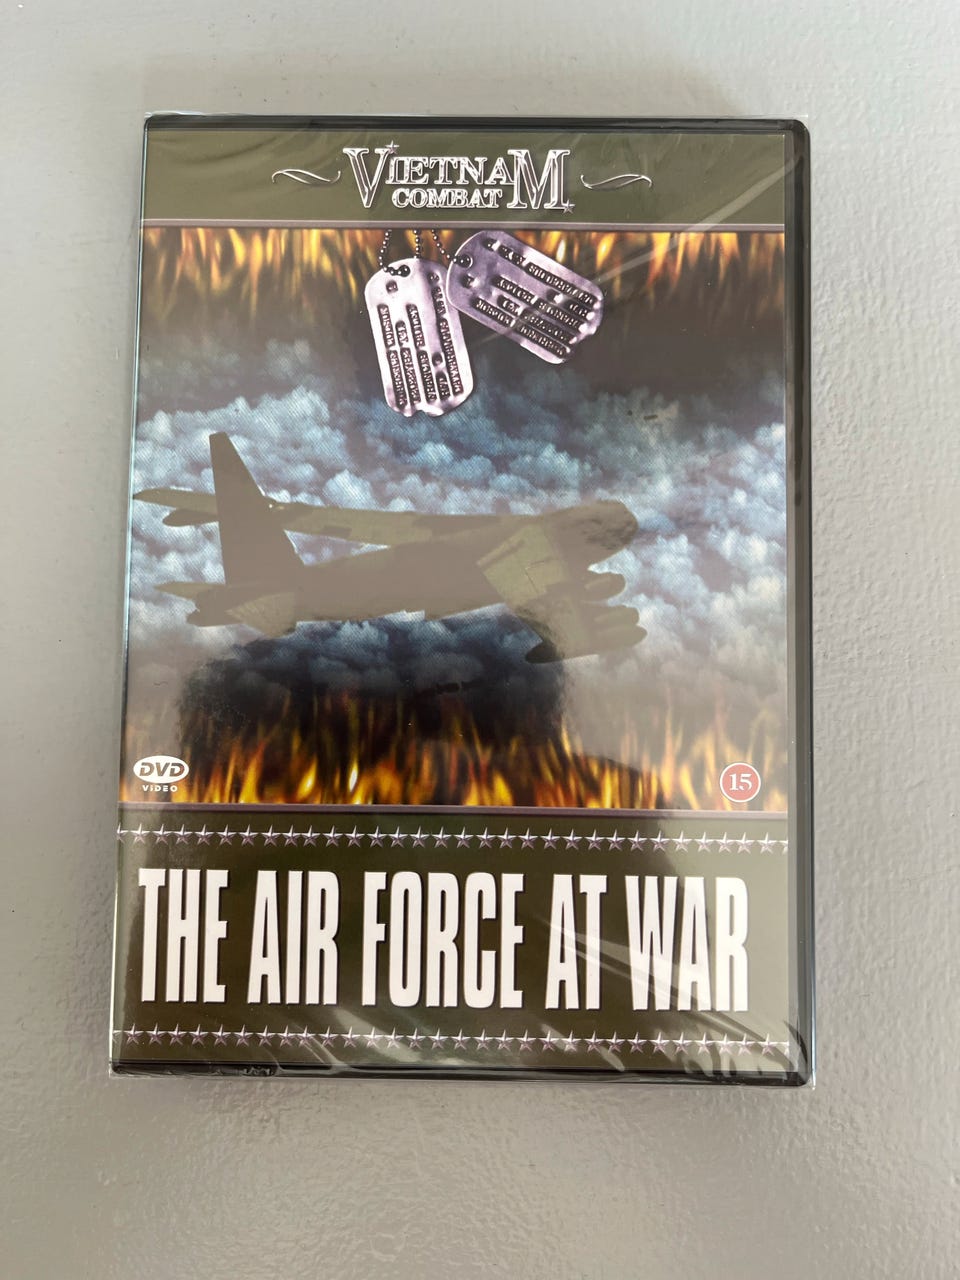 VIETNAM
COMBAT
DVD
VIDEO
15
THE AIR FORCE AT WAR